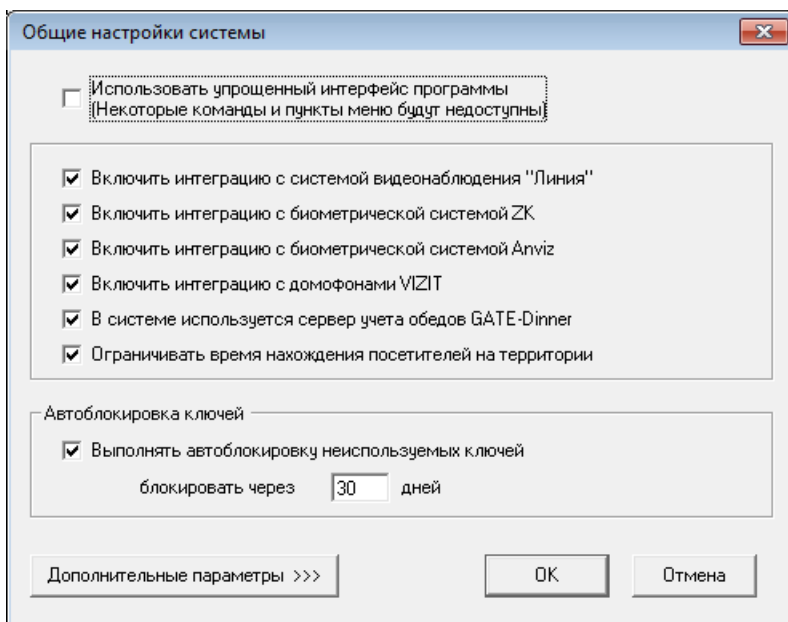 Общие настройки системы
Использовать упрощенный интерфейс программы
(Некоторые команды и пункты меню будут недоступны)
Включить интеграцию с системой видеонаблюдения "Линия"
Включить интеграцию с биометрической системой ZK
Включить интеграцию с биометрической системой Anviz
Включить интеграцию с домофонами VIZIT
В системе используется сервер учета обедов GATE-Dinner
Ограничивать время нахождения посетителей на территории
Автоблокировка ключей
Выполнять автоблокировку неиспользуемых ключей
блокировать через 30 дней
Дополнительные параметры >>> OK Отмена